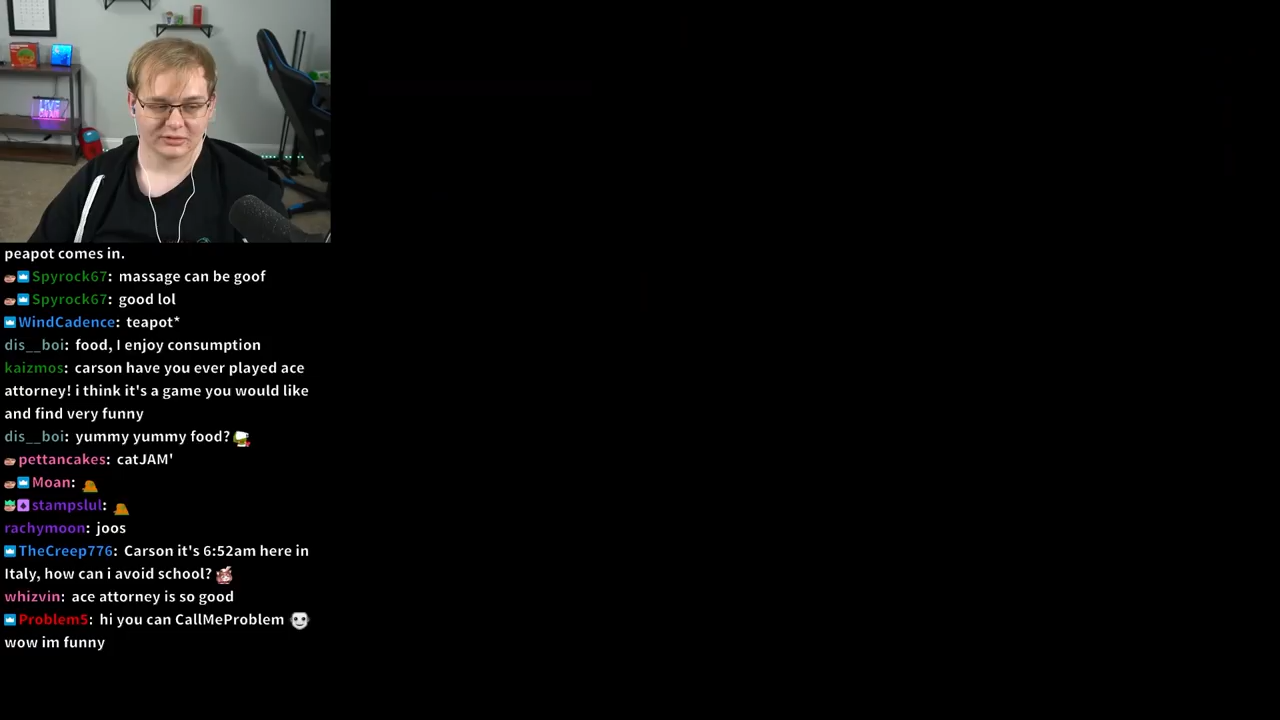 LIVE
ON AIR
peapot comes in.
Spyrock67: massage can be goof
Spyrock67: good lol
WindCadence: teapot*
dis__boi: food, I enjoy consumption
kaizmos: carson have you ever played ace
attorney! i think it's a game you would like
and find very funny
dis__boi: yummy yummy food?
pettancakes: catJAM'
Moan:
stampslul:
rachymoon: joos
TheCreep776: Carson it's 6:52am here in
Italy, how can i avoid school?
whizvin: ace attorney is so good
Problem5: hi you can CallMeProblem
wow im funny